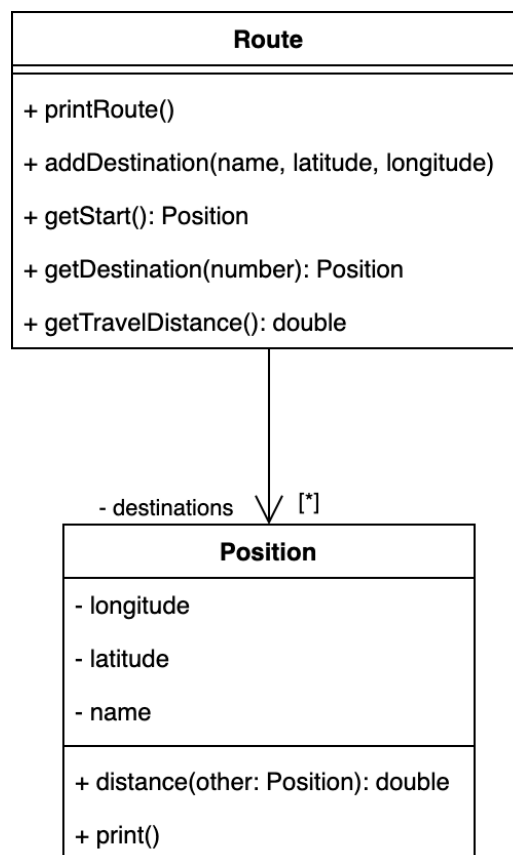 Route
+ printRoute()
+ addDestination(name, latitude, longitude)
+ getStart(): Position
+ getDestination(number): Position
+ getTravelDistance(): double
- destinations [*]
Position
- longitude
- latitude
- name
+ distance(other: Position): double
+ print()